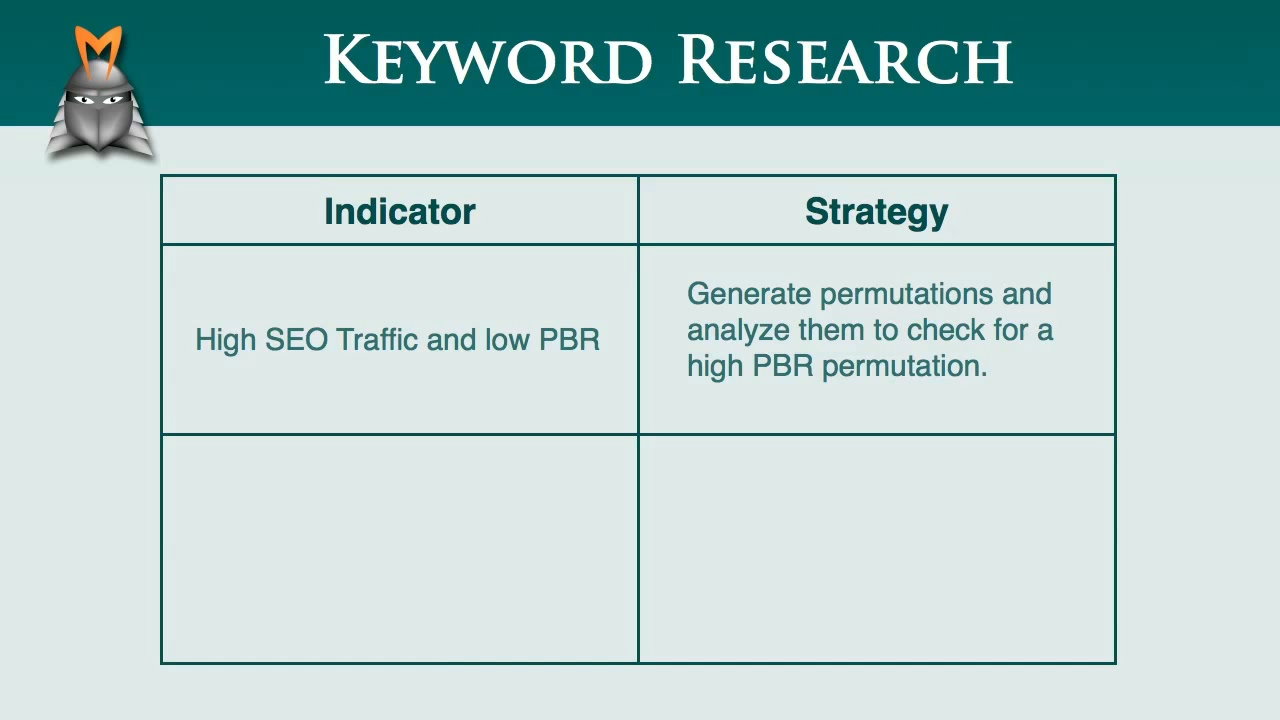 KEYWORD RESEARCH
Indicator
Strategy
High SEO Traffic and low PBR
Generate permutations and
analyze them to check for a
high PBR permutation.